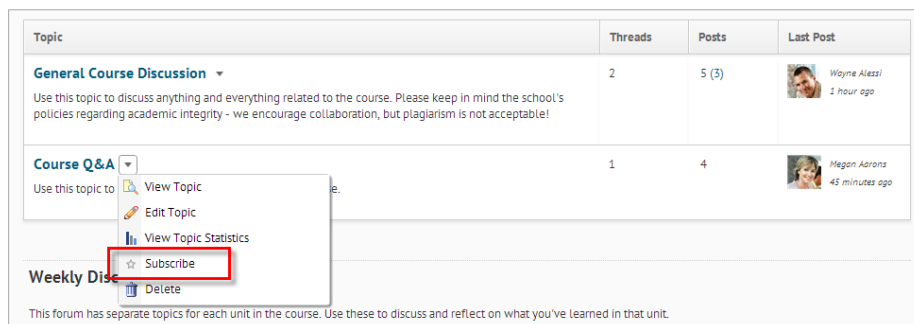 Topic Threads Posts Last Post
General Course Discussion 2 5 (3) Wayne Alessi
1 hour ago
Use this topic to discuss anything and everything related to the course. Please keep in mind the school's
policies regarding academic integrity - we encourage collaboration, but plagiarism is not acceptable!
Course Q&A 1 4 Megan Aarons
45 minutes ago
Use this topic to
View Topic
Edit Topic
View Topic Statistics
Subscribe
Delete
Weekly Disc
This forum has separate topics for each unit in the course. Use these to discuss and reflect on what you've learned in that unit.